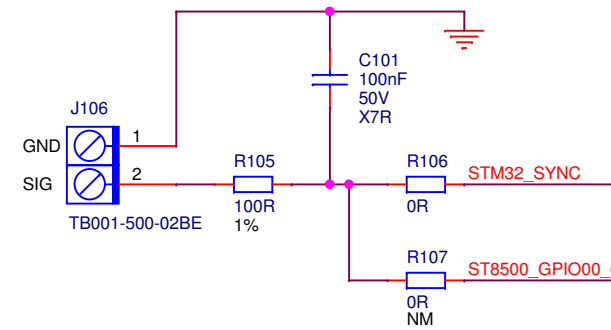 C101
100nF
50V
X7R
J106
GND
1
SIG
2
TB001-500-02BE
R105
100R
1%
R106
0R
STM32_SYNC
R107
0R
NM
ST8500_GPIO00_